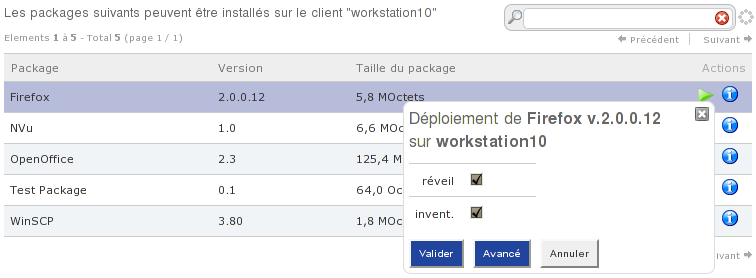 Les packages suivants peuvent être installés sur le client "workstation10"
Elements 1 à 5 - Total 5 (page 1 / 1)
Précédent | Suivant
Package Version Taille du package Actions
Firefox 2.0.0.12 5,8 MOctets
NVu 1.0 6,6 MOc
OpenOffice 2.3 125,4 M
Test Package 0.1 64,0 Oc
WinSCP 3.80 1,8 MOc
Déploiement de Firefox v.2.0.0.12
sur workstation10
réveil
invent.
Valider Avancé Annuler
ivant